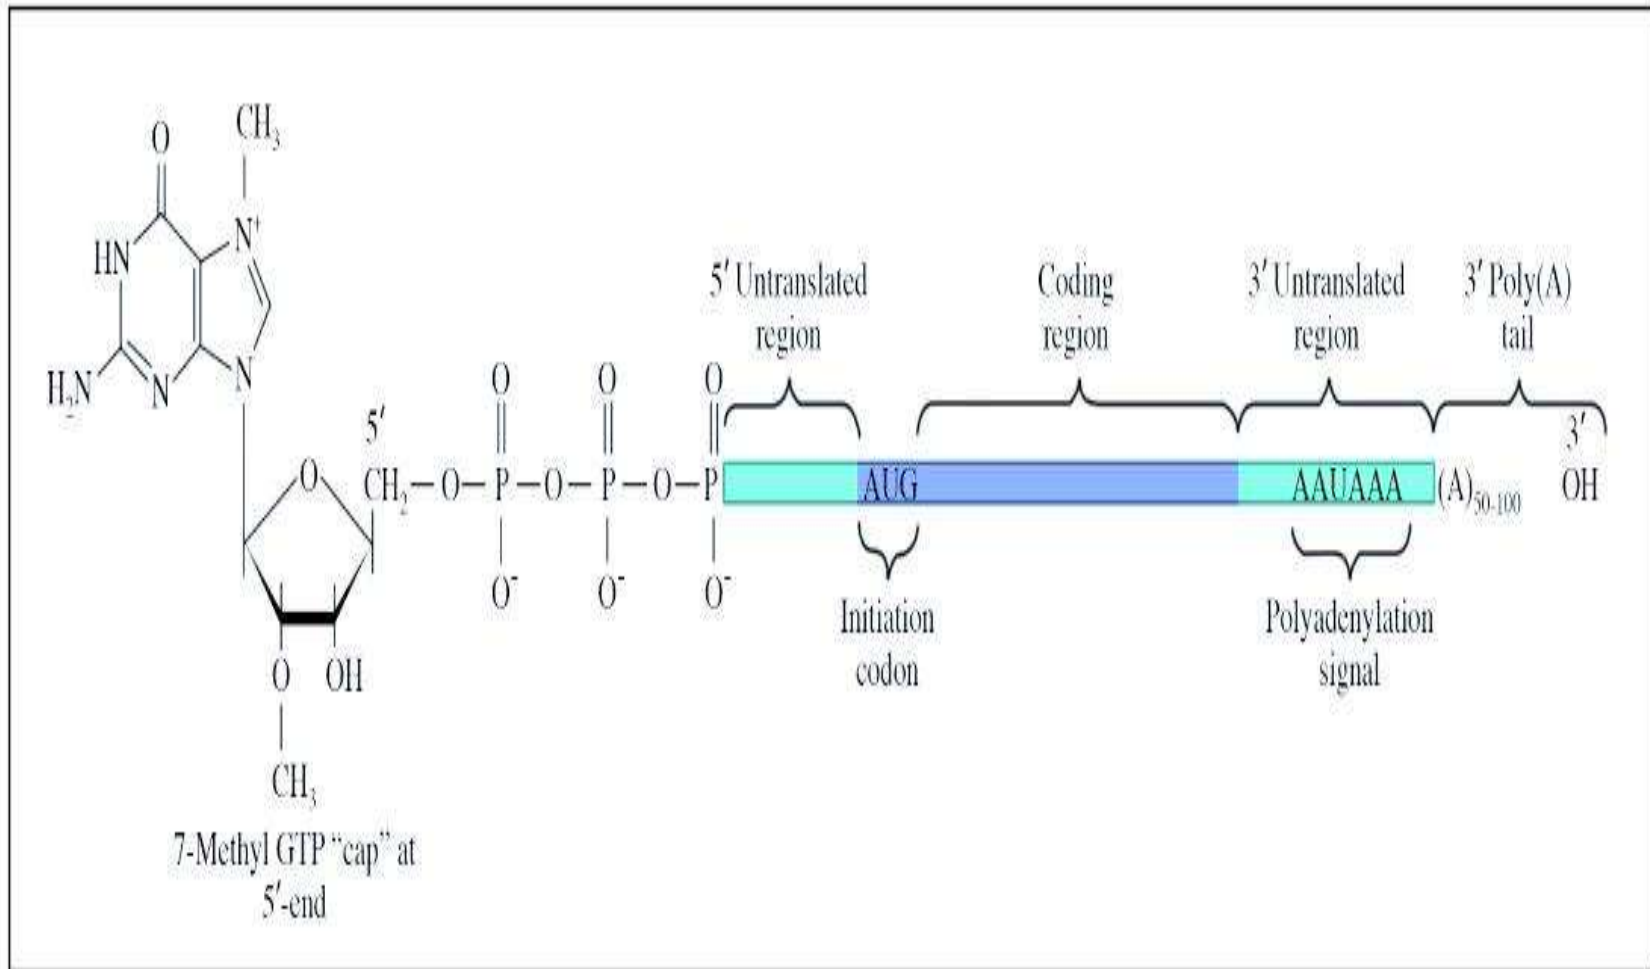 O
CH3
N+
HN
H2N
N
N
5′
O
CH2–O–P–O–P–O–P
O
O
O
O-
O-
O-
O
OH
CH3
7-Methyl GTP “cap” at
5′-end
5′ Untranslated
region
Coding
region
3′ Untranslated
region
3′ Poly(A)
tail
AUG
AAUAAA
(A)50-100
3′
OH
Initiation
codon
Polyadenylation
signal